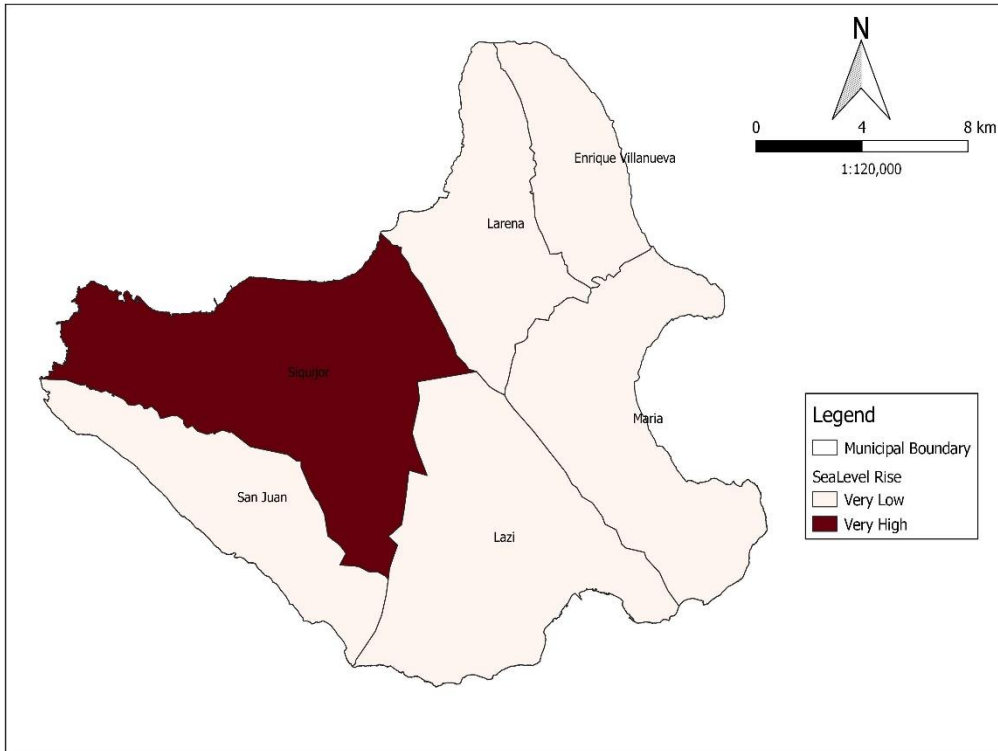 N
0 4 8 km
1:120,000
Enrique Villanueva
Larena
Siquijor
Maria
San Juan
Lazi
Legend
Municipal Boundary
SeaLevel Rise
Very Low
Very High